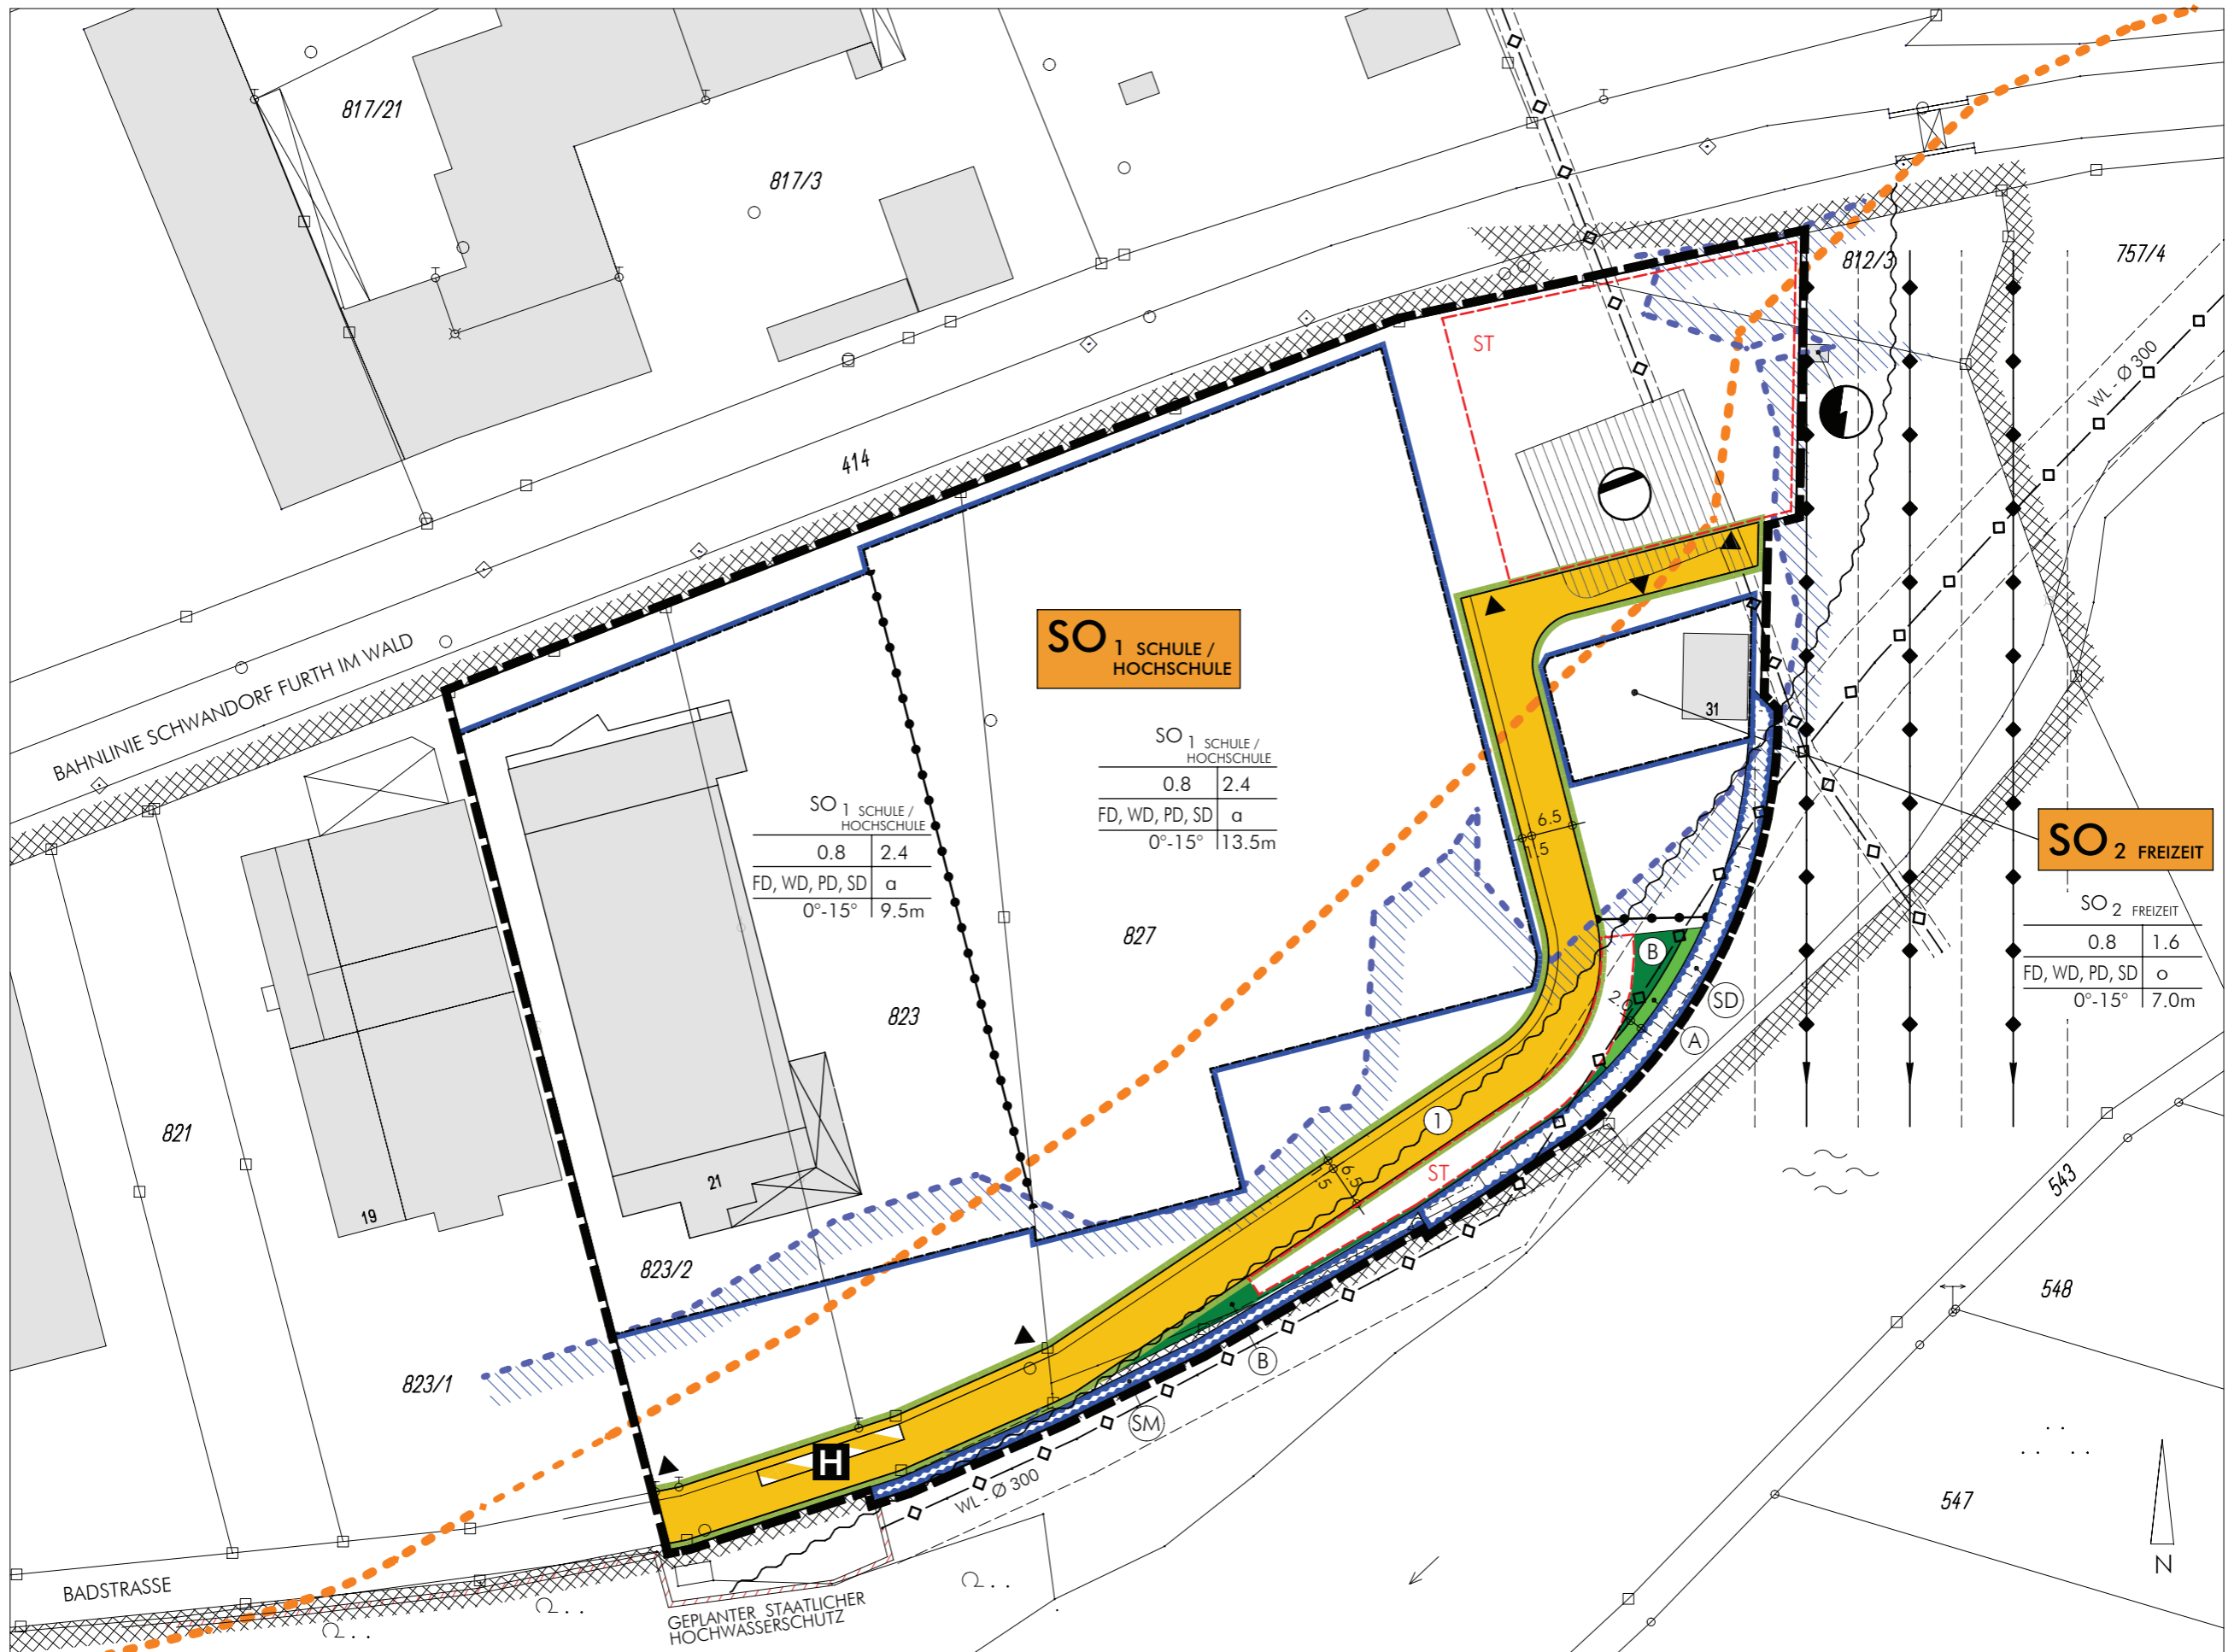 817/21
817/3
812/3
757/4
ST
WL - Ø 300
414
BAHNLINIE SCHWANDORF FURTH IM WALD
SO 1 SCHULE /
HOCHSCHULE
SO 1 SCHULE /
HOCHSCHULE
0.8 2.4
FD, WD, PD, SD a
0°-15° 13.5m
SO 1 SCHULE /
HOCHSCHULE
0.8 2.4
FD, WD, PD, SD a
0°-15° 9.5m
31
6.5
1.5
SO 2 FREIZEIT
SO 2 FREIZEIT
0.8 1.6
FD, WD, PD, SD o
0°-15° 7.0m
827
823
B
SD
A
1
821
19
21
6.5
1.5
ST
543
548
547
823/2
823/1
B
SM
H
WL - Ø 300
BADSTRASSE
GEPLANTER STAATLICHER
HOCHWASSERSCHUTZ
N